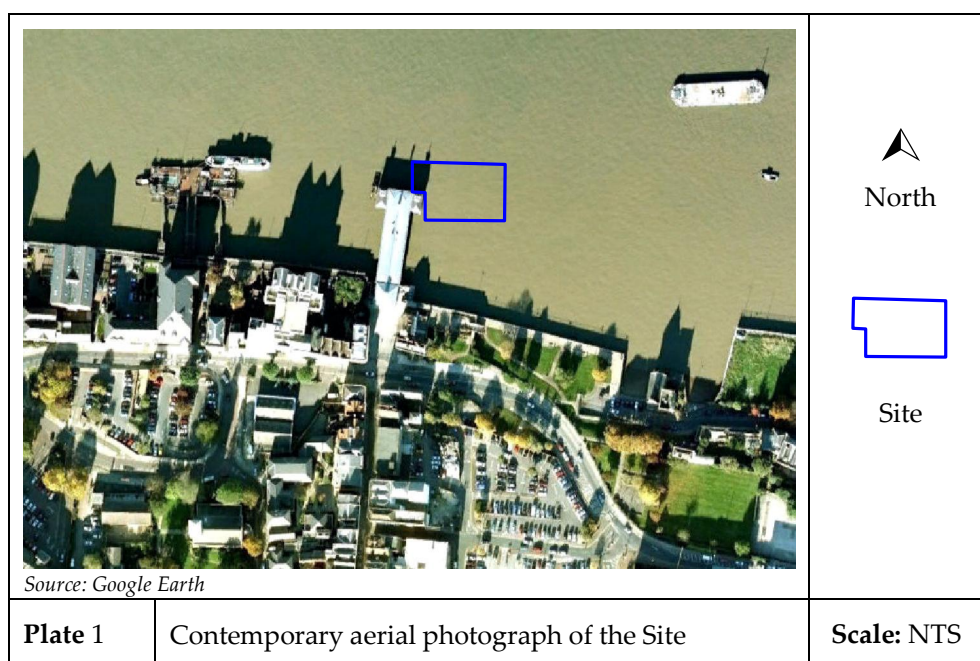 North
Site
Source: Google Earth
Plate 1
Contemporary aerial photograph of the Site
Scale: NTS